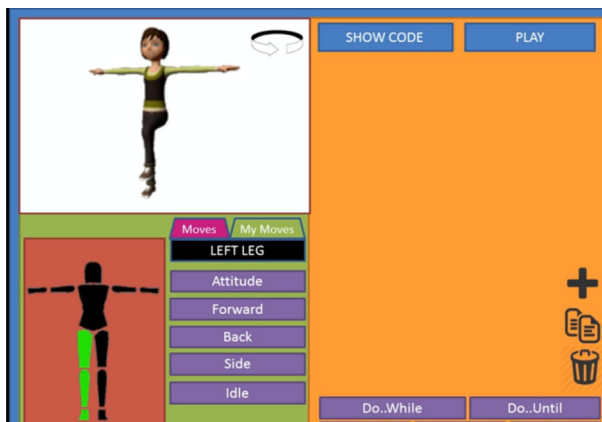 SHOW CODE
PLAY
Moves
My Moves
LEFT LEG
Attitude
Forward
Back
Side
Idle
Do..While
Do..Until